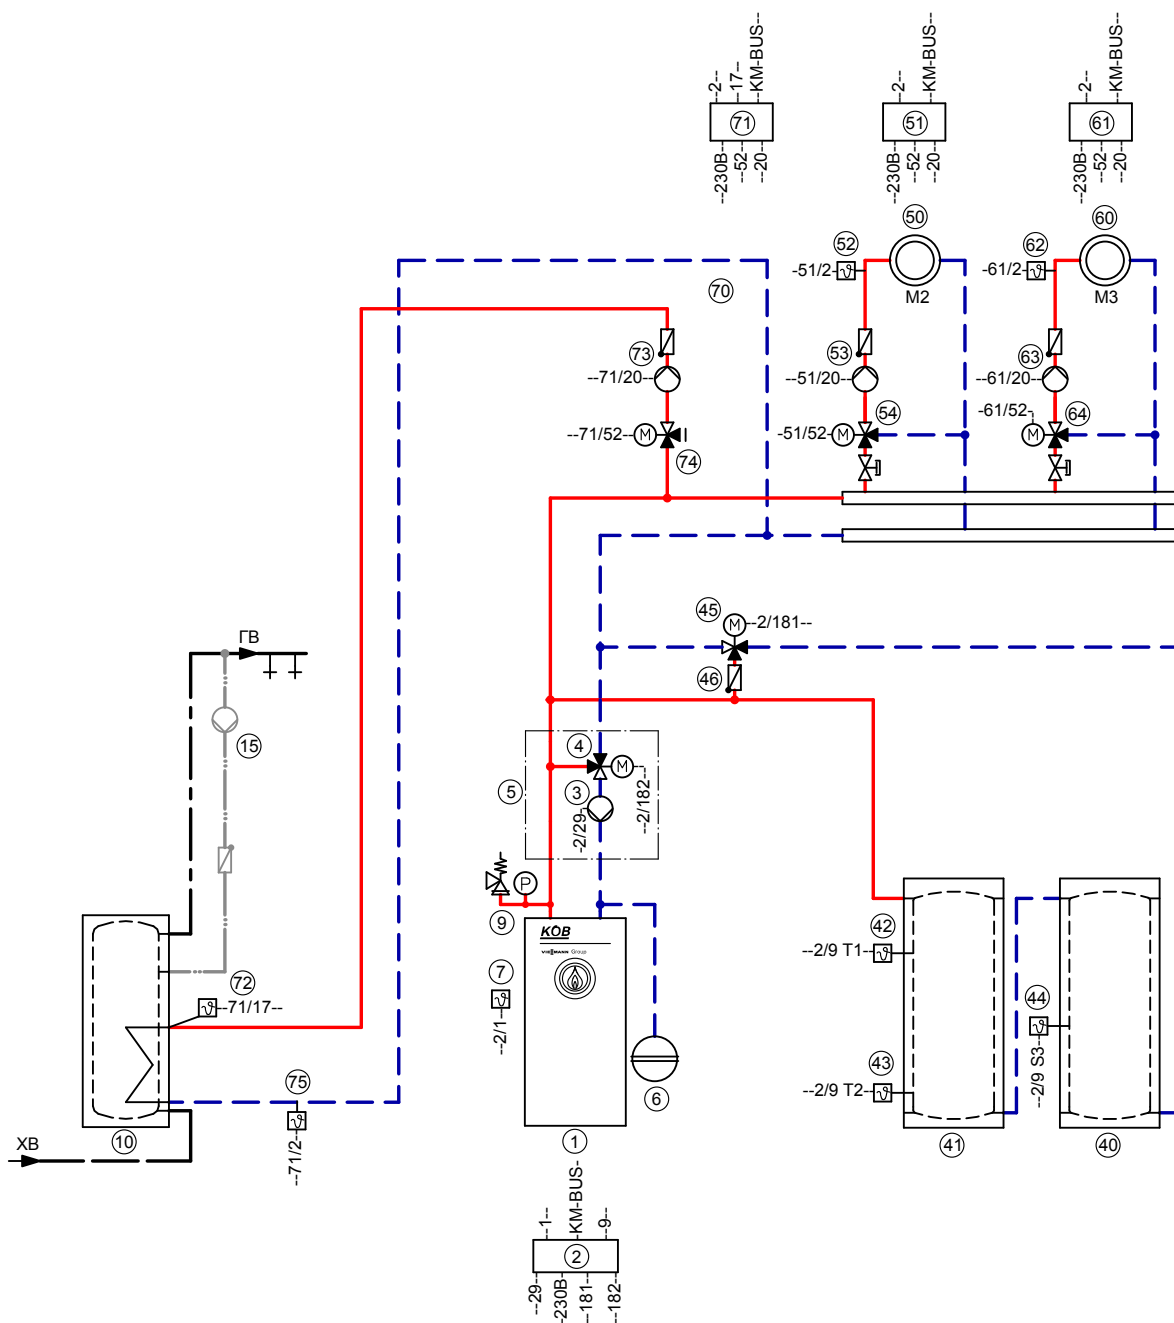 --2-- --17-- KM-BUS-- --2-- KM-BUS-- --2-- KM-BUS--
71 51 61
--230В-- --52-- --20-- --230В-- --52-- --20-- --230В-- --52-- --20--
50 60
52 62
-51/2- -61/2-
M2 M3
70
73 53 63
--71/20-- --51/20-- --61/20--
54 64
-61/52-
--71/52-- M -51/52- M M
74
45
M --2/181--
ГВ
46
15
4
5 3 M
-2/29- --2/182--
P
9
KÖB
VIESMANN Group
42
--2/9 T1--
72 7
--71/17-- --2/1--
44
--2/9 S3--
75 43
--2/9 T2--
6
--71/2--
10 1 41 40
ХВ
--1-- KM-BUS- --9--
2
--29-- --230В-- --181-- --182--